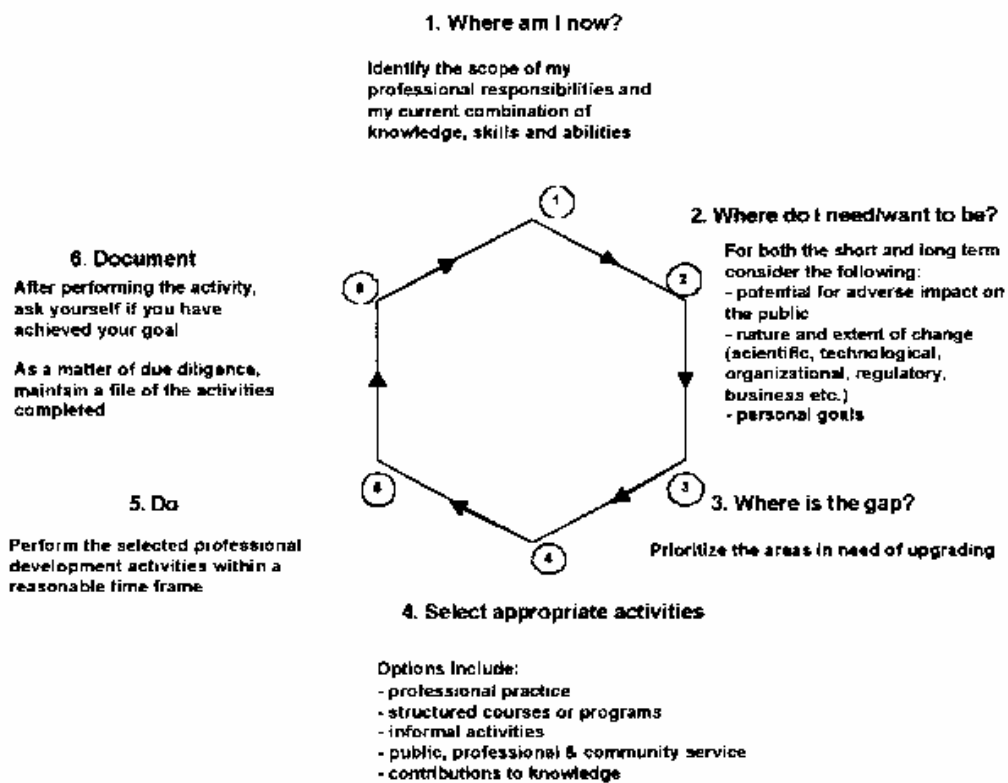 1. Where am I now?
Identify the scope of my
professional responsibilities and
my current combination of
knowledge, skills and abilities
1
2. Where do I need/want to be?
For both the short and long term
consider the following:
- potential for adverse impact on
the public
- nature and extent of change
(scientific, technological,
organizational, regulatory,
business etc.)
- personal goals
2
3
3. Where is the gap?
Prioritize the areas in need of upgrading
4
4. Select appropriate activities
Options Include:
- professional practice
- structured courses or programs
- informal activities
- public, professional & community service
- contributions to knowledge
5. Do
Perform the selected professional
development activities within a
reasonable time frame
6. Document
After performing the activity,
ask yourself if you have
achieved your goal
As a matter of due diligence,
maintain a file of the activities
completed